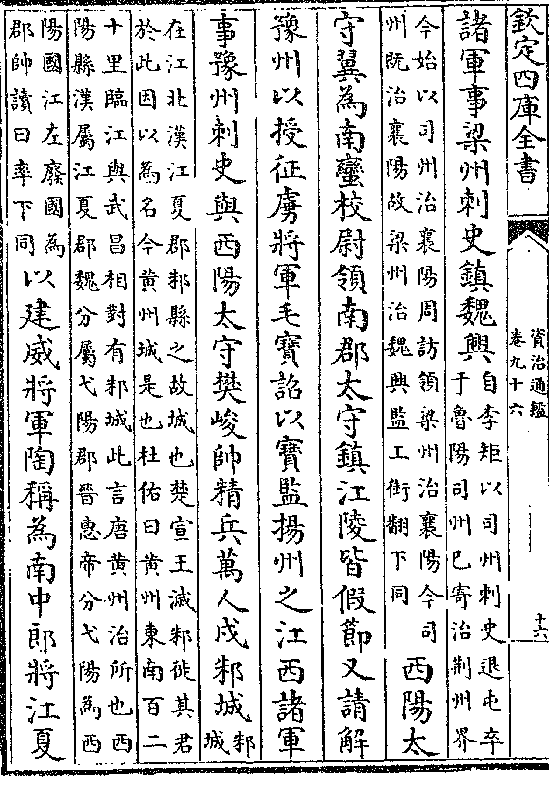 欽定四庫全書
資治通鑑
卷九十六
十六
諸軍事梁州刺史鎮魏興
自李矩以司州刺史退屯卒
于魯陽司州已寄治荆州界
今始以司州治襄陽周訪領梁州治襄陽今司
州既治襄陽故梁州治魏興監工銜翻下同
西陽太
守翼為南蠻校尉領南郡太守鎮江陵皆假節又請解
豫州以授征虜將軍毛寶詔以寶監揚州之江西諸軍
事豫州刺史與西陽太守樊峻帥精兵萬人戍邾城
邾
城
在江北漢江夏郡邾縣之故城也楚宣王滅邾徙其君
於此因以為名今黄州城是也杜佑曰黄州東南百二
十里臨江與武昌相對有邾城此言唐黄州治所也西
陽縣漢屬江夏郡魏分屬弋陽郡晉惠帝分弋陽為西
陽國江左廢國為
郡帥讀曰率下同
以建威將軍陶稱為南中郎將江夏